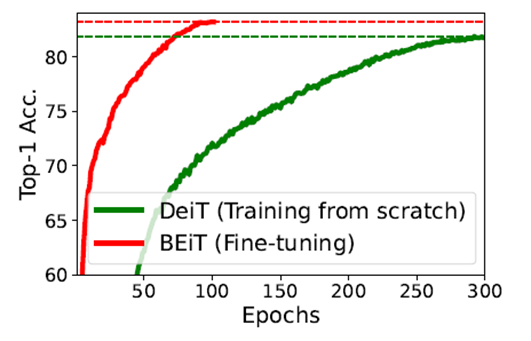 80
75
70
65
60
Top-1 Acc.
DeiT (Training from scratch)
BEiT (Fine-tuning)
50 100 150 200 250 300
Epochs